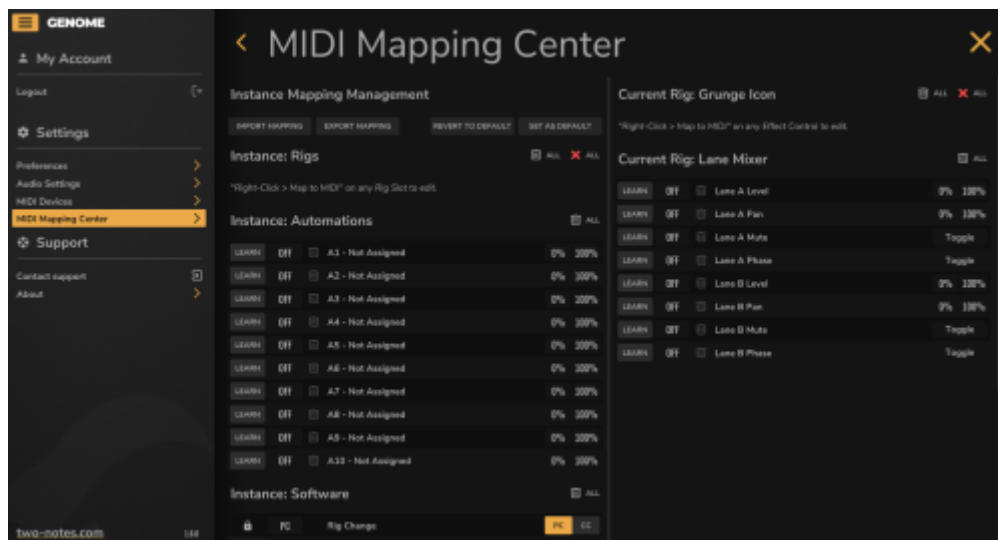 GENOME
My Account
Logout
Settings
Preferences
Audio Settings
MIDI Devices
MIDI Mapping Center
Support
Contact support
About
two-notes.com
MIDI Mapping Center
Instance Mapping Management
IMPORT MAPPING EXPORT MAPPING REVERT TO DEFAULT SET AS DEFAULT
Instance: Rigs ALL ALL
"Right-Click > Map to MIDI" on any Rig Slot to edit.
Instance: Automations ALL
LEARN OFF A1 - Not Assigned 0% 100%
LEARN OFF A2 - Not Assigned 0% 100%
LEARN OFF A3 - Not Assigned 0% 100%
LEARN OFF A4 - Not Assigned 0% 100%
LEARN OFF A5 - Not Assigned 0% 100%
LEARN OFF A6 - Not Assigned 0% 100%
LEARN OFF A7 - Not Assigned 0% 100%
LEARN OFF A8 - Not Assigned 0% 100%
LEARN OFF A9 - Not Assigned 0% 100%
LEARN OFF A10 - Not Assigned 0% 100%
Instance: Software ALL
PC Rig Change PC CC
Current Rig: Grunge Icon ALL ALL
"Right-Click > Map to MIDI" on any Effect Control to edit.
Current Rig: Lane Mixer ALL
LEARN OFF Lane A Level 0% 100%
LEARN OFF Lane A Pan 0% 100%
LEARN OFF Lane A Mute Toggle
LEARN OFF Lane A Phase Toggle
LEARN OFF Lane B Level 0% 100%
LEARN OFF Lane B Pan 0% 100%
LEARN OFF Lane B Mute Toggle
LEARN OFF Lane B Phase Toggle